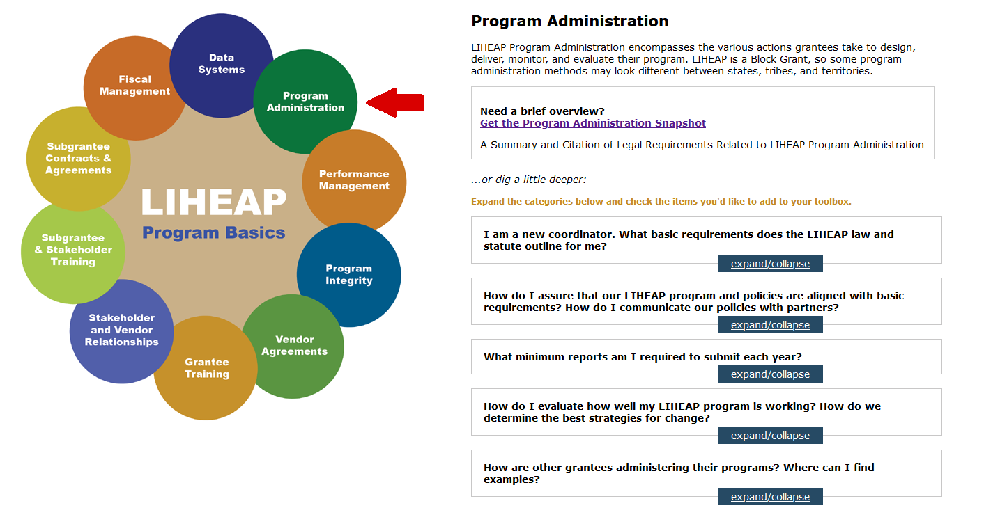 Data
Systems
Fiscal
Management
Program
Administration
Subgrantee
Contracts &
Agreements
Performance
Management
LIHEAP
Program Basics
Subgrantee
& Stakeholder
Training
Program
Integrity
Stakeholder
and Vendor
Relationships
Vendor
Agreements
Grantee
Training
Program Administration
LIHEAP Program Administration encompasses the various actions grantees take to design,
deliver, monitor, and evaluate their program. LIHEAP is a Block Grant, so some program
administration methods may look different between states, tribes, and territories.
Need a brief overview?
Get the Program Administration Snapshot
A Summary and Citation of Legal Requirements Related to LIHEAP Program Administration
...or dig a little deeper:
Expand the categories below and check the items you'd like to add to your toolbox.
I am a new coordinator. What basic requirements does the LIHEAP law and
statute outline for me?
expand/collapse
How do I assure that our LIHEAP program and policies are aligned with basic
requirements? How do I communicate our policies with partners?
expand/collapse
What minimum reports am I required to submit each year?
expand/collapse
How do I evaluate how well my LIHEAP program is working? How do we
determine the best strategies for change?
expand/collapse
How are other grantees administering their programs? Where can I find
examples?
expand/collapse